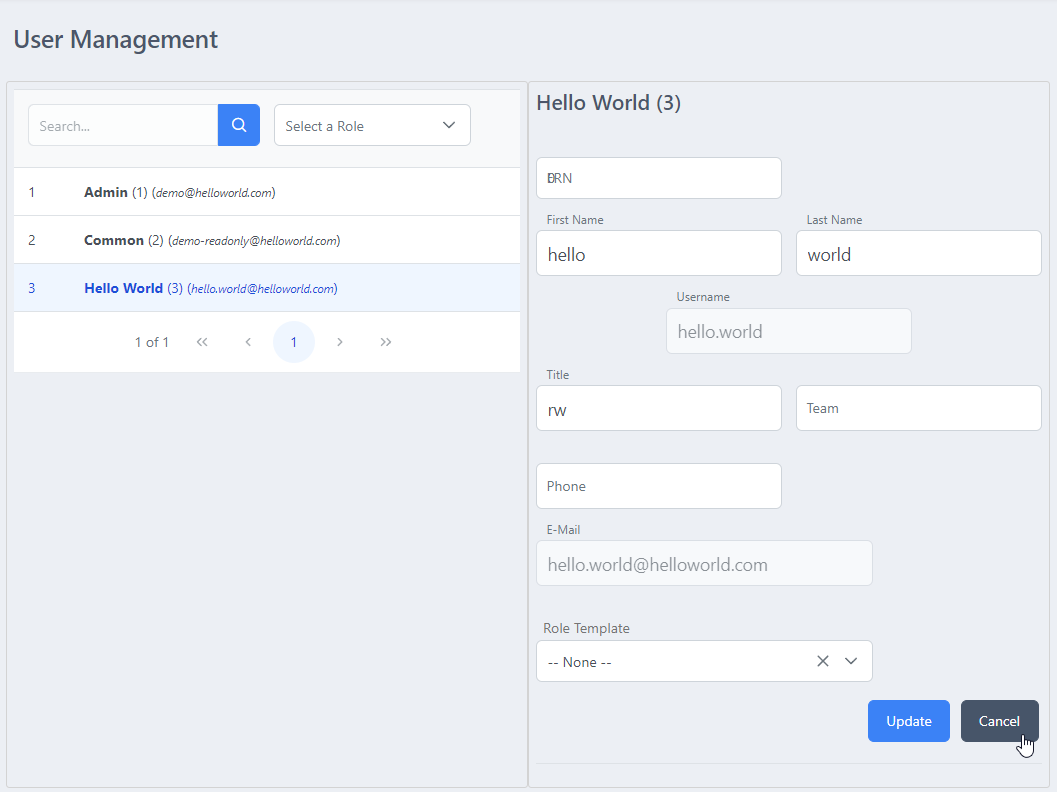 User Management
Search...
Select a Role
1 Admin (1) (demo@helloworld.com)
2 Common (2) (demo-readonly@helloworld.com)
3 Hello World (3) (hello.world@helloworld.com)
1 of 1 << < 1 > >>
Hello World (3)
First Name Last Name
hello world
Username
hello.world
Title
rw Team
Phone
E-Mail
hello.world@helloworld.com
Role Template
-- None --
Update Cancel